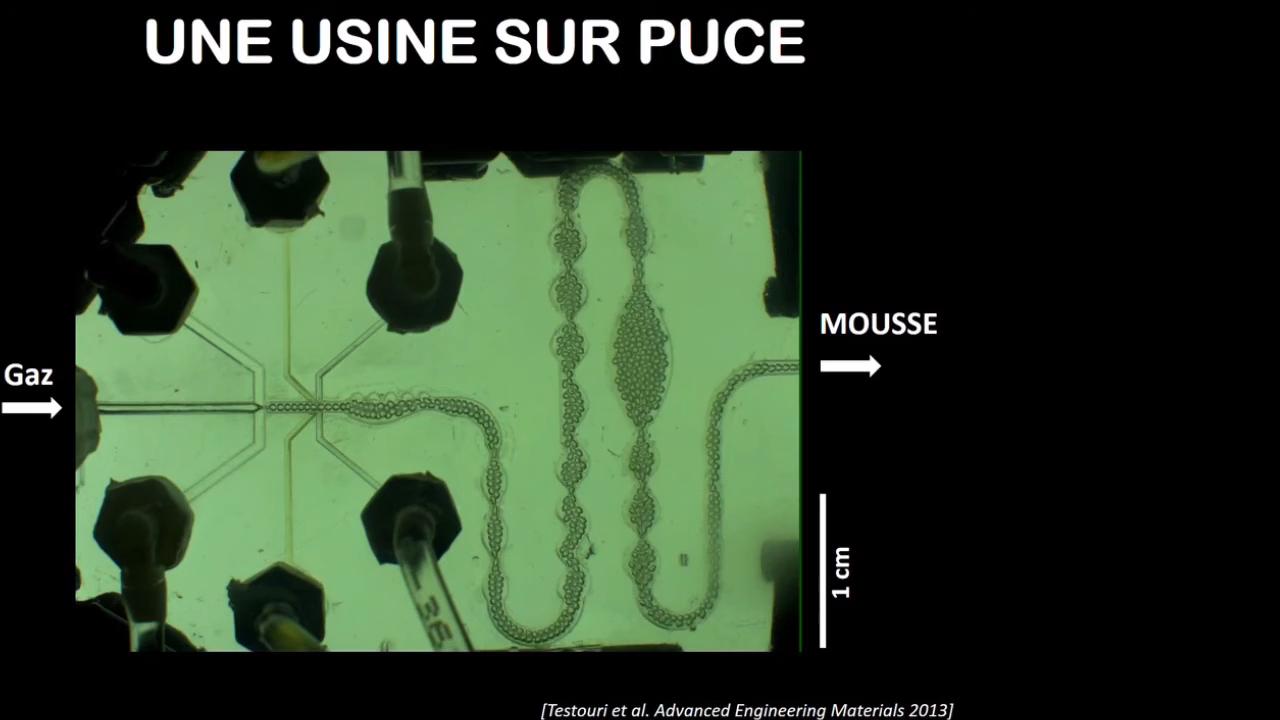 UNE USINE SUR PUCE
Gaz
MOUSSE
1 cm
[Testouri et al. Advanced Engineering Materials 2013]